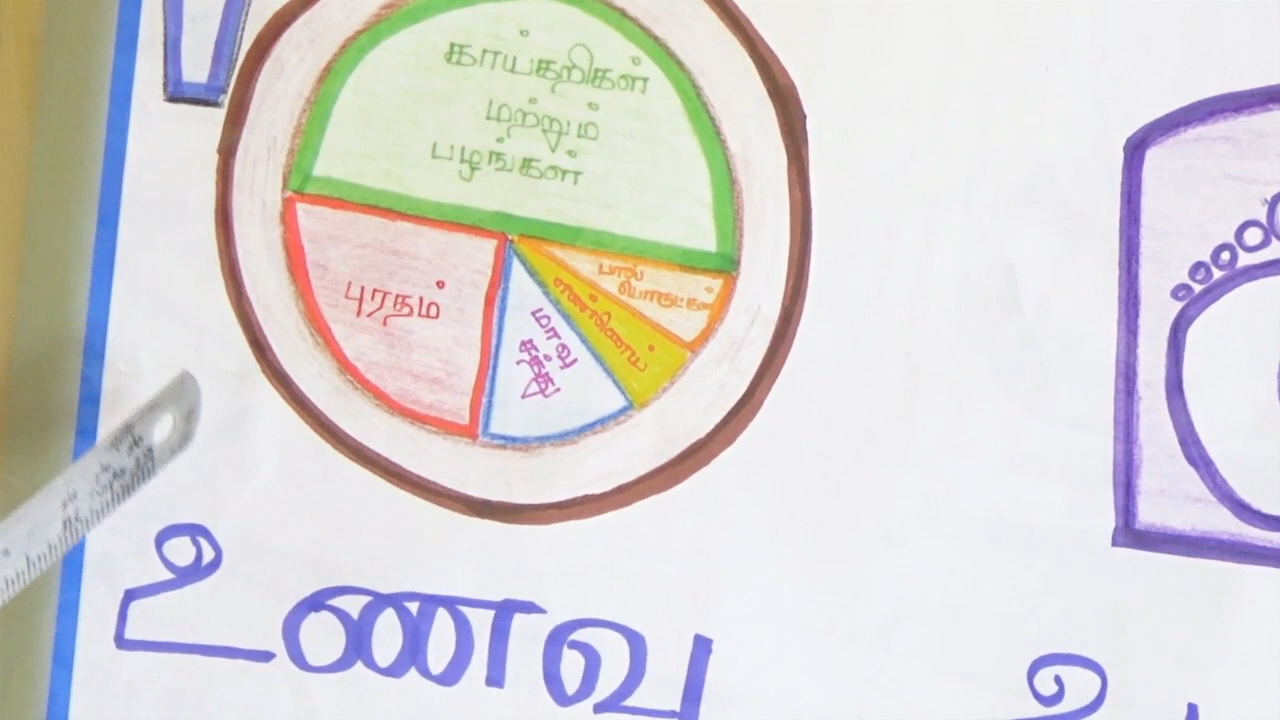 காய்கறிகள்
மற்றும்
பழங்கள்
புரதம்
பால்
பொருட்கள்
எண்ணெய்
மாவு
சத்து
உணவு